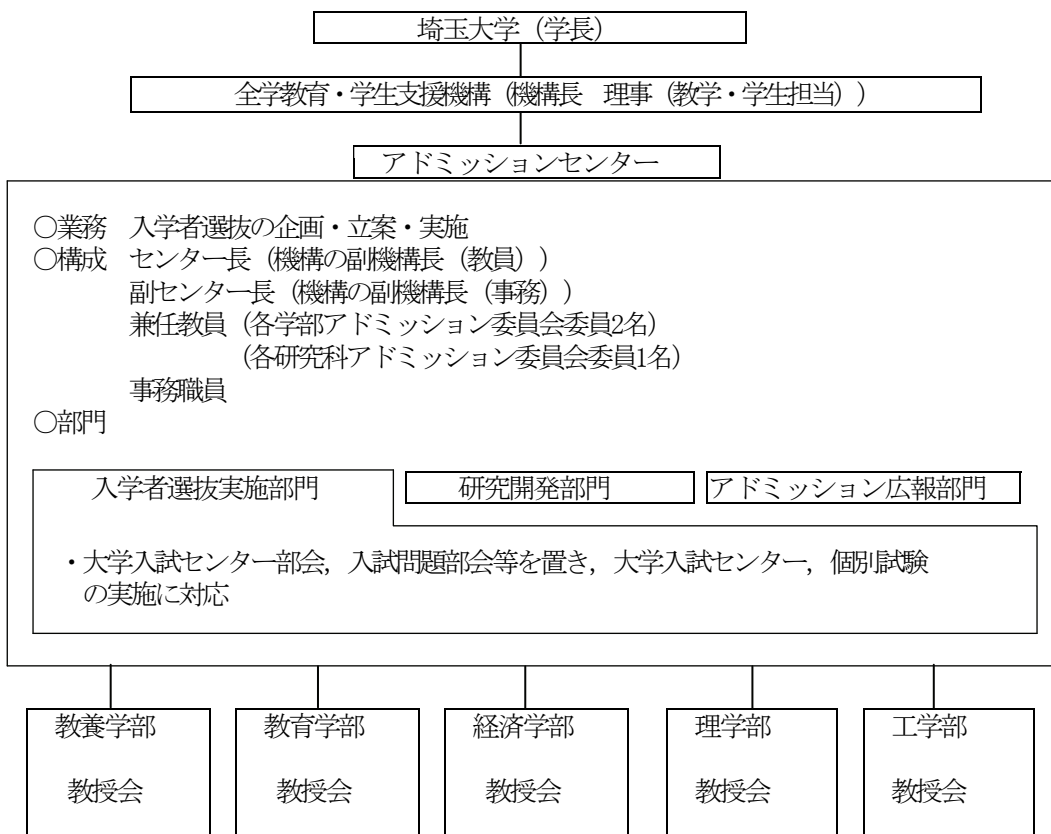 埼玉大学（学長）
全学教育・学生支援機構（機構長　理事（教学・学生担当））
アドミッションセンター
○業務　入学者選抜の企画・立案・実施
○構成　センター長（機構の副機構長（教員））
副センター長（機構の副機構長（事務））
兼任教員（各学部アドミッション委員会委員2名）
（各研究科アドミッション委員会委員1名）
事務職員
○部門
入学者選抜実施部門　研究開発部門　アドミッション広報部門
・大学入試センター部会，入試問題部会等を置き，大学入試センター，個別試験
の実施に対応
教養学部　教育学部　経済学部　理学部　工学部
教授会　教授会　教授会　教授会　教授会